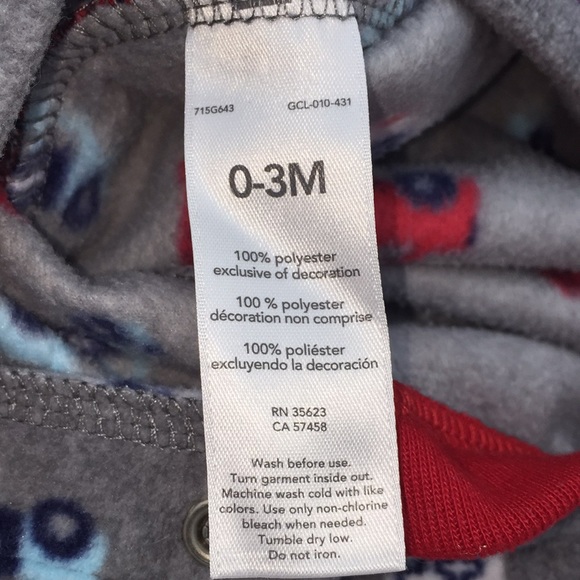 715G643 GCL-010-431
0-3M
100% polyester
exclusive of decoration
100 % polyester
décoration non comprise
100% poliéster
excluyendo la decoración
RN 35623
CA 57458
Wash before use.
Turn garment inside out.
Machine wash cold with like
colors. Use only non-chlorine
bleach when needed.
Tumble dry low.
Do not iron.